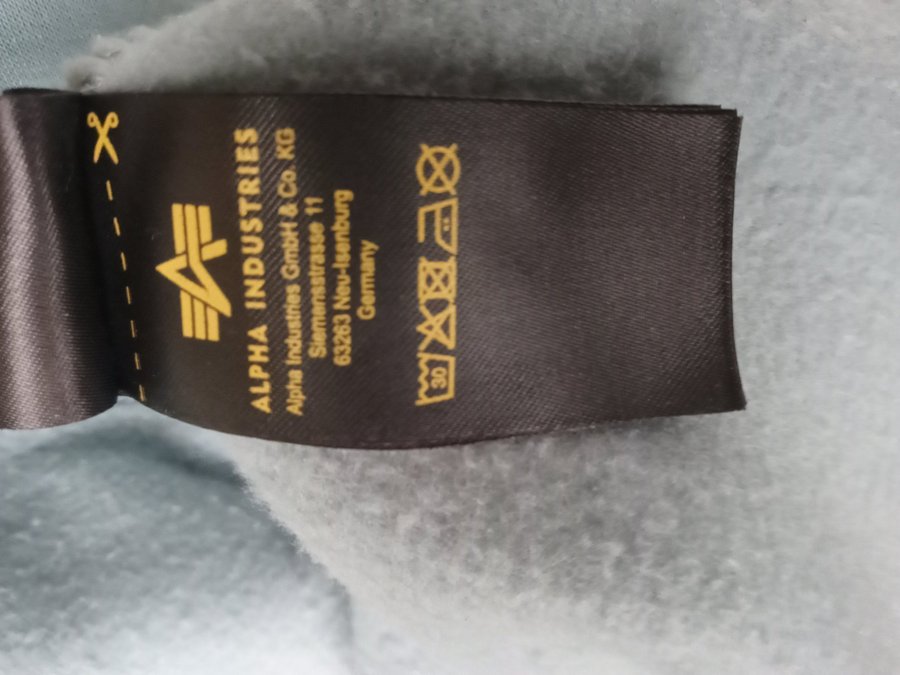 ALPHA INDUSTRIES
Alpha Industries GmbH & Co. KG
Siemensstrasse 11
63263 Neu-Isenburg
Germany
30